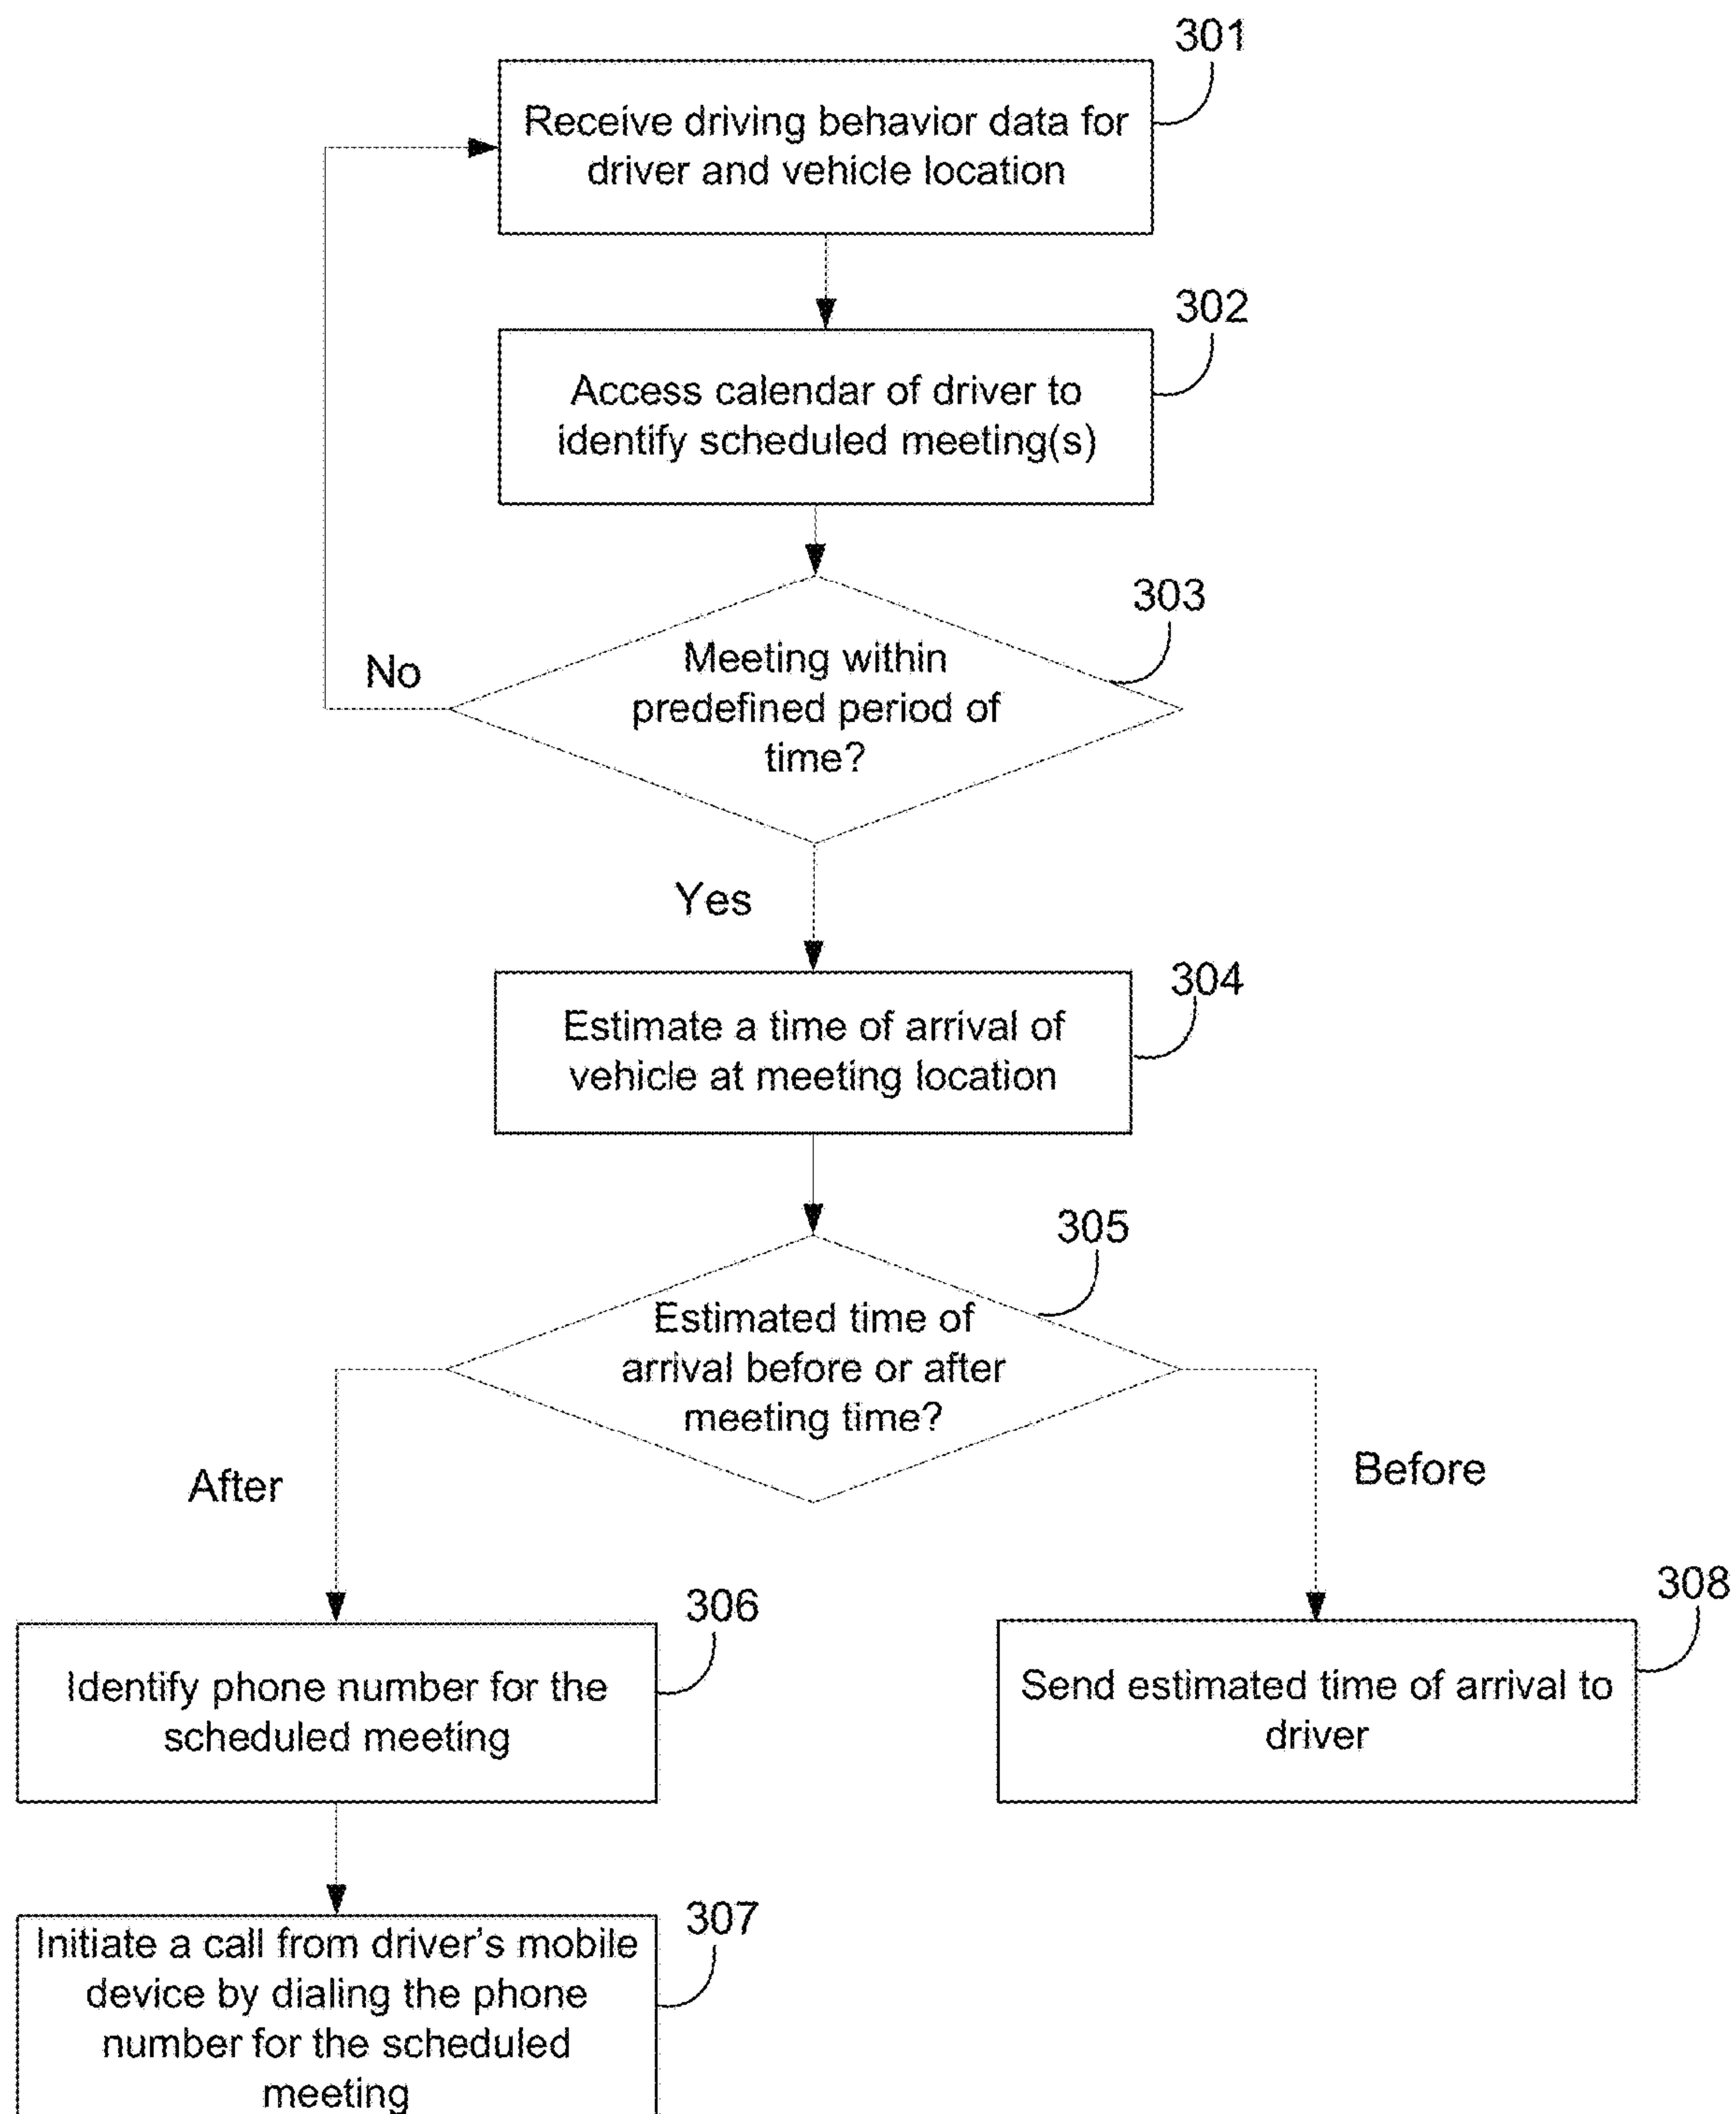 301
Receive driving behavior data for
driver and vehicle location
302
Access calendar of driver to
identify scheduled meeting(s)
303
Meeting within
predefined period of
time?
No
Yes
304
Estimate a time of arrival of
vehicle at meeting location
305
Estimated time of
arrival before or after
meeting time?
After
Before
306
Identify phone number for the
scheduled meeting
308
Send estimated time of arrival to
driver
307
Initiate a call from driver's mobile
device by dialing the phone
number for the scheduled
meeting